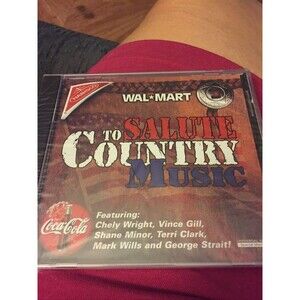 WAL★MART
SALUTE
TO
COUNTRY
MUSIC
Coca-Cola
Featuring:
Chely Wright, Vince Gill,
Shane Minor, Terri Clark,
Mark Wills and George Strait!